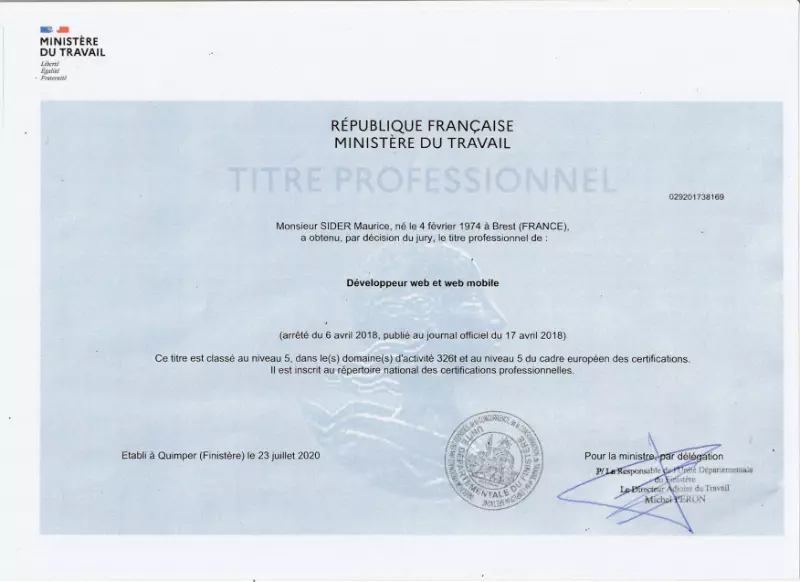 MINISTÈRE
DU TRAVAIL
Liberté
Égalité
Fraternité
RÉPUBLIQUE FRANÇAISE
MINISTÈRE DU TRAVAIL
TITRE PROFESSIONNEL
029201738169
Monsieur SIDER Maurice, né le 4 février 1974 à Brest (FRANCE),
a obtenu, par décision du jury, le titre professionnel de :
Développeur web et web mobile
(arrêté du 6 avril 2018, publié au journal officiel du 17 avril 2018)
Ce titre est classé au niveau 5, dans le(s) domaine(s) d'activité 326t et au niveau 5 du cadre européen des certifications.
Il est inscrit au répertoire national des certifications professionnelles.
Etabli à Quimper (Finistère) le 23 juillet 2020
Pour la ministre, par délégation
P/ Le Responsable de l'Unité Départementale
du Finistère
Le Directeur Adjoint du Travail
Michel PERON
UNITÉ DÉPARTEMENTALE DU FINISTÈRE